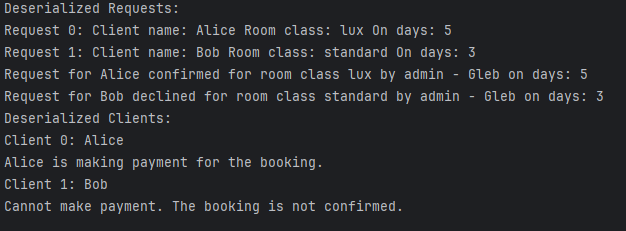 Deserialized Requests:
Request 0: Client name: Alice Room class: lux On days: 5
Request 1: Client name: Bob Room class: standard On days: 3
Request for Alice confirmed for room class lux by admin - Gleb on days: 5
Request for Bob declined for room class standard by admin - Gleb on days: 3
Deserialized Clients:
Client 0: Alice
Alice is making payment for the booking.
Client 1: Bob
Cannot make payment. The booking is not confirmed.